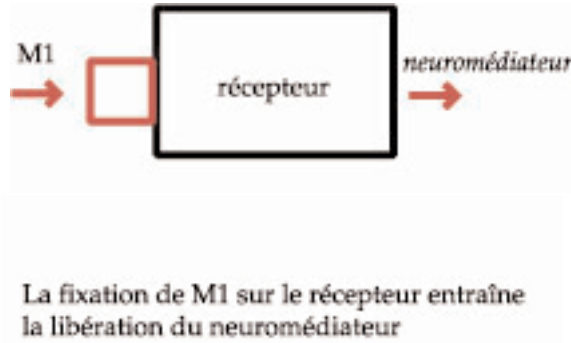 M1
récepteur
neuromédiateur
La fixation de M1 sur le récepteur entraîne
la libération du neuromédiateur